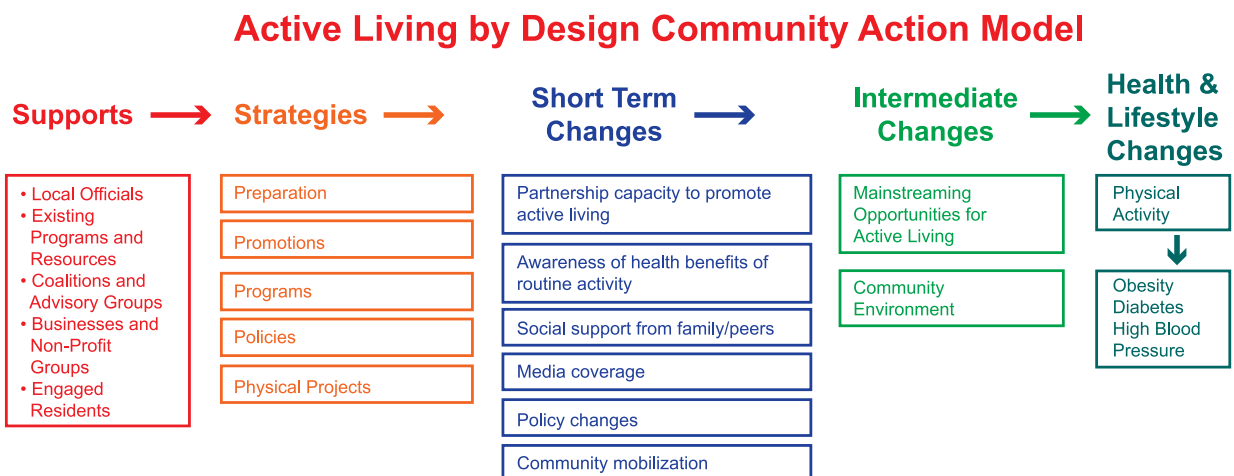 Active Living by Design Community Action Model
Supports
Strategies
Short Term
Changes
Intermediate
Changes
Health &
Lifestyle
Changes
• Local Officials
• Existing
Programs and
Resources
• Coalitions and
Advisory Groups
• Businesses and
Non-Profit
Groups
• Engaged
Residents
Preparation
Promotions
Programs
Policies
Physical Projects
Partnership capacity to promote
active living
Awareness of health benefits of
routine activity
Social support from family/peers
Media coverage
Policy changes
Community mobilization
Mainstreaming
Opportunities for
Active Living
Community
Environment
Physical
Activity
Obesity
Diabetes
High Blood
Pressure